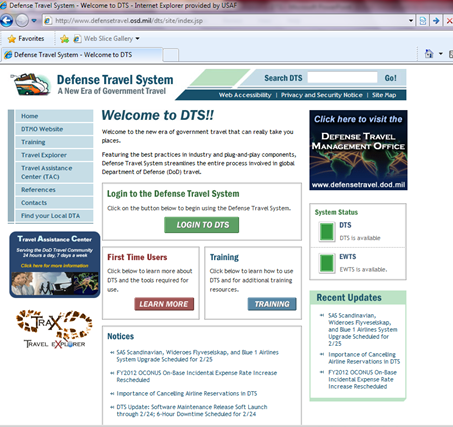 Defense Travel System - Welcome to DTS - Internet Explorer provided by USAF
http://www.defensetravel.osd.mil/dts/site/index.jsp
Favorites
Web Slice Gallery
Defense Travel System - Welcome to DTS
Defense Travel System
A New Era of Government Travel
Search DTS
Go!
Web Accessibility | Privacy and Security Notice | Site Map
Home
DTMO Website
Training
Travel Explorer
Travel Assistance
Center (TAC)
References
Contacts
Find your Local DTA
Travel Assistance Center
Serving the DoD Travel Community
24 hours a day, 7 days a week
Click here for more information
TraX
Travel Explorer
Welcome to DTS!!
Welcome to the new era of government travel that can really take you
places.
Featuring the best practices in industry and plug-and-play components,
Defense Travel System streamlines the entire process involved in global
Department of Defense (DoD) travel.
Login to the Defense Travel System
Click on the button below to begin using the Defense Travel System.
LOGIN TO DTS
First Time Users
Click below to learn more about
DTS and the tools required for
use.
LEARN MORE
Training
Click below to learn how to use
DTS and for additional training
resources.
TRAINING
Notices
SAS Scandinavian, Wideroes Flyveselskap, and Blue 1 Airlines
System Upgrade Scheduled for 2/25
FY2012 OCONUS On-Base Incidental Expense Rate Increase
Rescheduled
Importance of Cancelling Airline Reservations in DTS
DTS Update: Software Maintenance Release Soft Launch
through 2/24; 6-Hour Downtime Scheduled for 2/24
Click here to visit the
Defense Travel
Management Office
www.defensetravel.dod.mil
System Status
DTS
DTS is available
EWTS
EWTS is available.
Recent Updates
SAS Scandinavian,
Wideroes Flyveselskap,
and Blue 1 Airlines
System Upgrade
Scheduled for 2/25
Importance of Cancelling
Airline Reservations in
DTS
FY2012 OCONUS On-Base
Incidental Expense Rate
Increase Rescheduled